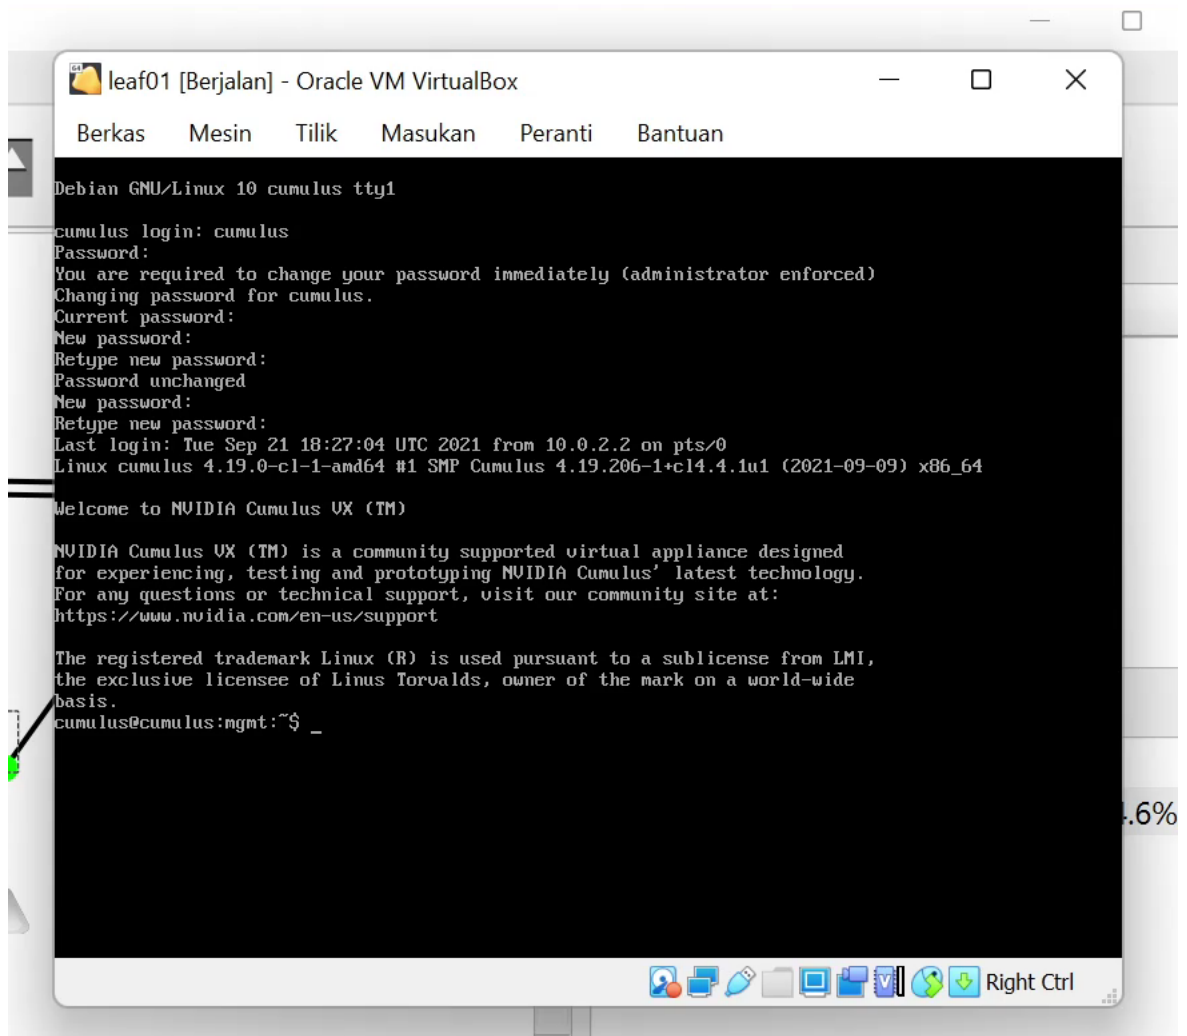 leaf01 [Berjalan] - Oracle VM VirtualBox
Berkas Mesin Tilik Masukan Peranti Bantuan
Debian GNU/Linux 10 cumulus tty1
cumulus login: cumulus
Password:
You are required to change your password immediately (administrator enforced)
Changing password for cumulus.
Current password:
New password:
Retype new password:
Password unchanged
New password:
Retype new password:
Last login: Tue Sep 21 18:27:04 UTC 2021 from 10.0.2.2 on pts/0
Linux cumulus 4.19.0-cl-1-amd64 #1 SMP Cumulus 4.19.206-1+cl4.4.1u1 (2021-09-09) x86_64
Welcome to NVIDIA Cumulus VX (TM)
NVIDIA Cumulus VX (TM) is a community supported virtual appliance designed
for experiencing, testing and prototyping NVIDIA Cumulus' latest technology.
For any questions or technical support, visit our community site at:
https://www.nvidia.com/en-us/support
The registered trademark Linux (R) is used pursuant to a sublicense from LMI,
the exclusive licensee of Linus Torvalds, owner of the mark on a world-wide
basis.
cumulus@cumulus:mgmt:~$ _
.6%
Right Ctrl